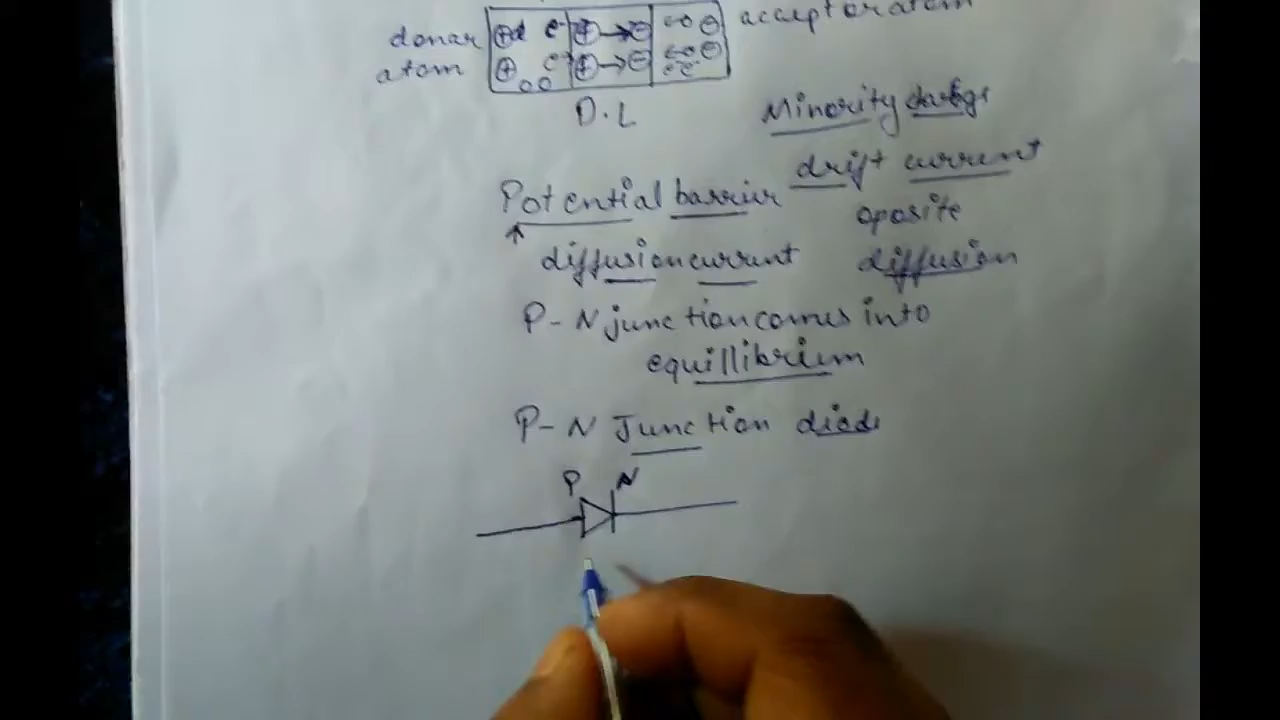 donar acceptor atom
atom
D.L
Minority
drift current
Potential barrier
oposite
diffusion current diffusion
P-N junction comes into
equillibrium
P-N Junction diode
P N